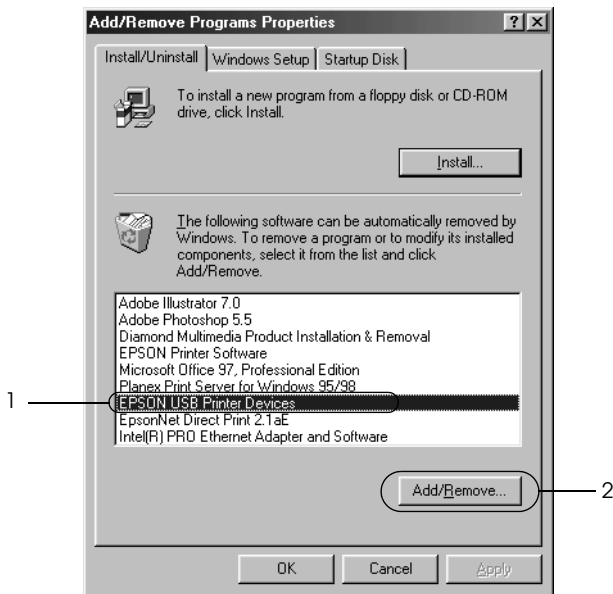 Add/Remove Programs Properties
Install/Uninstall Windows Setup Startup Disk
To install a new program from a floppy disk or CD-ROM
drive, click Install.
Install...
The following software can be automatically removed by
Windows. To remove a program or to modify its installed
components, select it from the list and click
Add/Remove.
Adobe Illustrator 7.0
Adobe Photoshop 5.5
Diamond Multimedia Product Installation & Removal
EPSON Printer Software
Microsoft Office 97, Professional Edition
Planex Print Server for Windows 95/98
1
EPSON USB Printer Devices
EpsonNet Direct Print 2.1aE
Intel(R) PRO Ethernet Adapter and Software
Add/Remove...
2
OK Cancel Apply